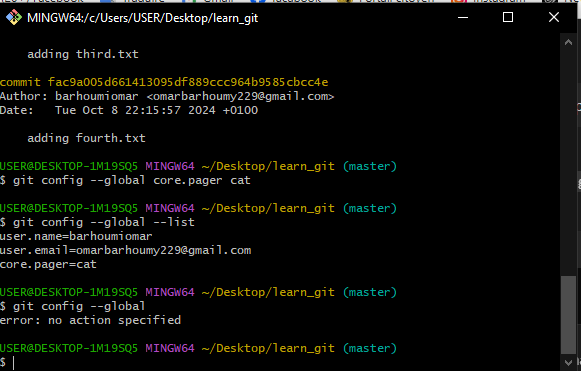 MINGW64:/c/Users/USER/Desktop/learn_git
adding third.txt
commit fac9a005d661413095df889ccc964b9585cbcc4e
Author: barhoumiomar <omarbarhoumy229@gmail.com>
Date:   Tue Oct 8 22:15:57 2024 +0100
adding fourth.txt
USER@DESKTOP-1M19SQ5 MINGW64 ~/Desktop/learn_git (master)
$ git config --global core.pager cat
USER@DESKTOP-1M19SQ5 MINGW64 ~/Desktop/learn_git (master)
$ git config --global --list
user.name=barhoumiomar
user.email=omarbarhoumy229@gmail.com
core.pager=cat
USER@DESKTOP-1M19SQ5 MINGW64 ~/Desktop/learn_git (master)
$ git config --global
error: no action specified
USER@DESKTOP-1M19SQ5 MINGW64 ~/Desktop/learn_git (master)
$